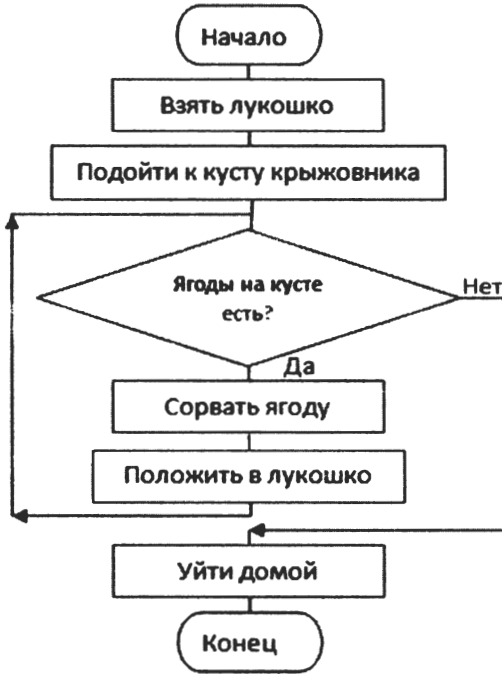 Начало
Взять лукошко
Подойти к кусту крыжовника
Ягоды на кусте
есть?
Нет
Да
Сорвать ягоду
Положить в лукошко
Уйти домой
Конец